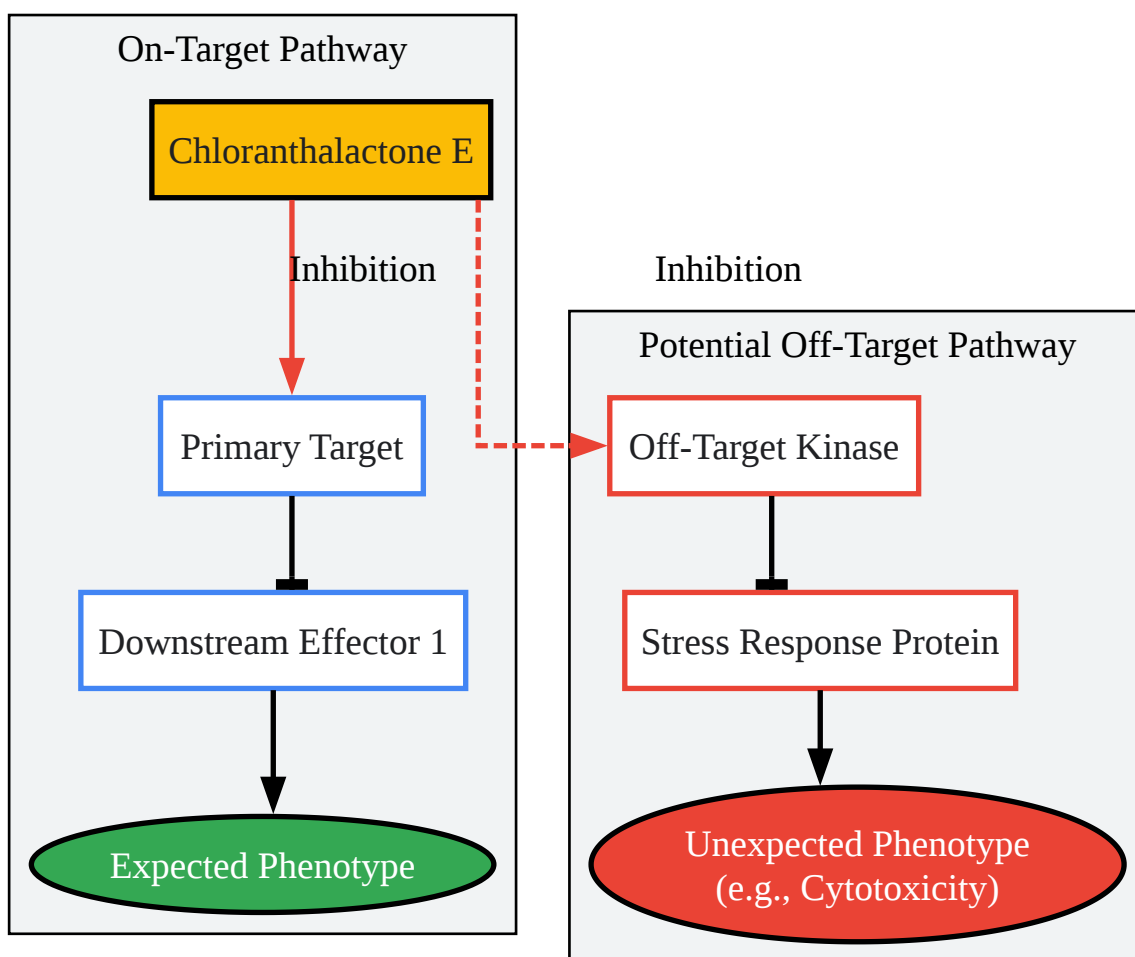 On-Target Pathway
Chloranthalactone E
Inhibition
Primary Target
Downstream Effector 1
Expected Phenotype
Inhibition
Potential Off-Target Pathway
Off-Target Kinase
Stress Response Protein
Unexpected Phenotype
(e.g., Cytotoxicity)